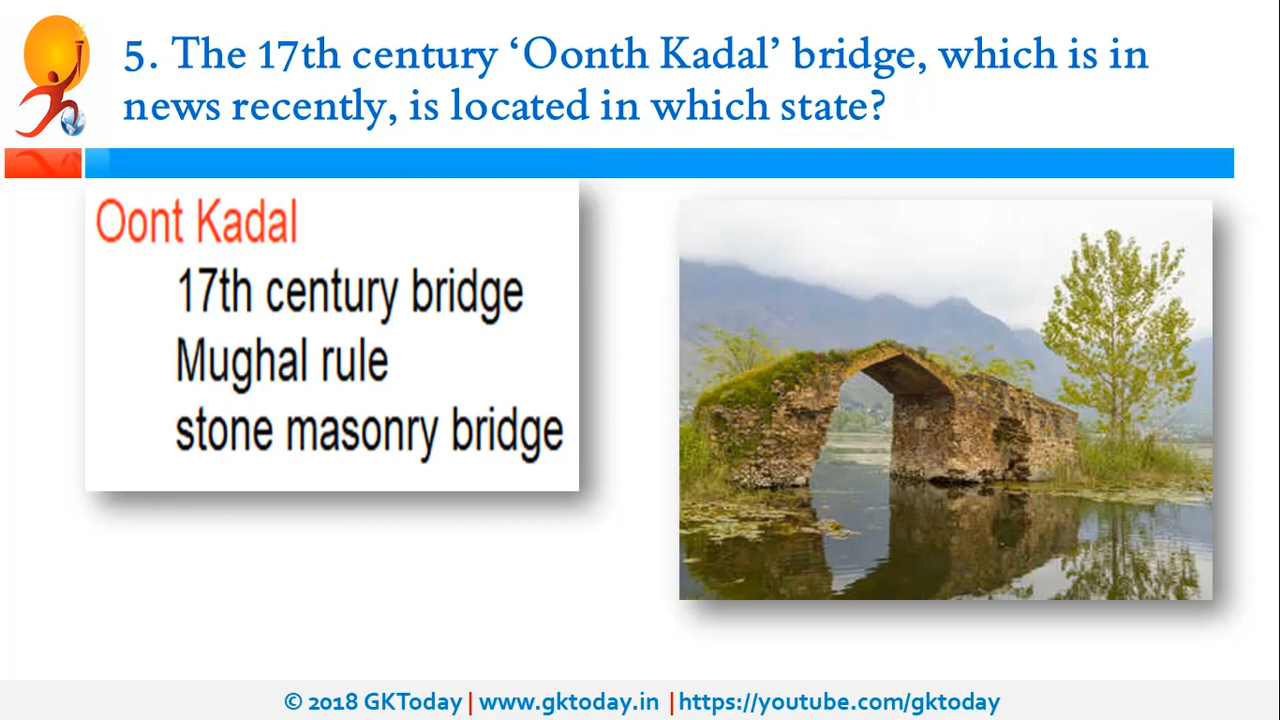 5. The 17th century ‘Oonth Kadal’ bridge, which is in
news recently, is located in which state?
Oont Kadal
17th century bridge
Mughal rule
stone masonry bridge
© 2018 GKToday | www.gktoday.in | https://youtube.com/gktoday